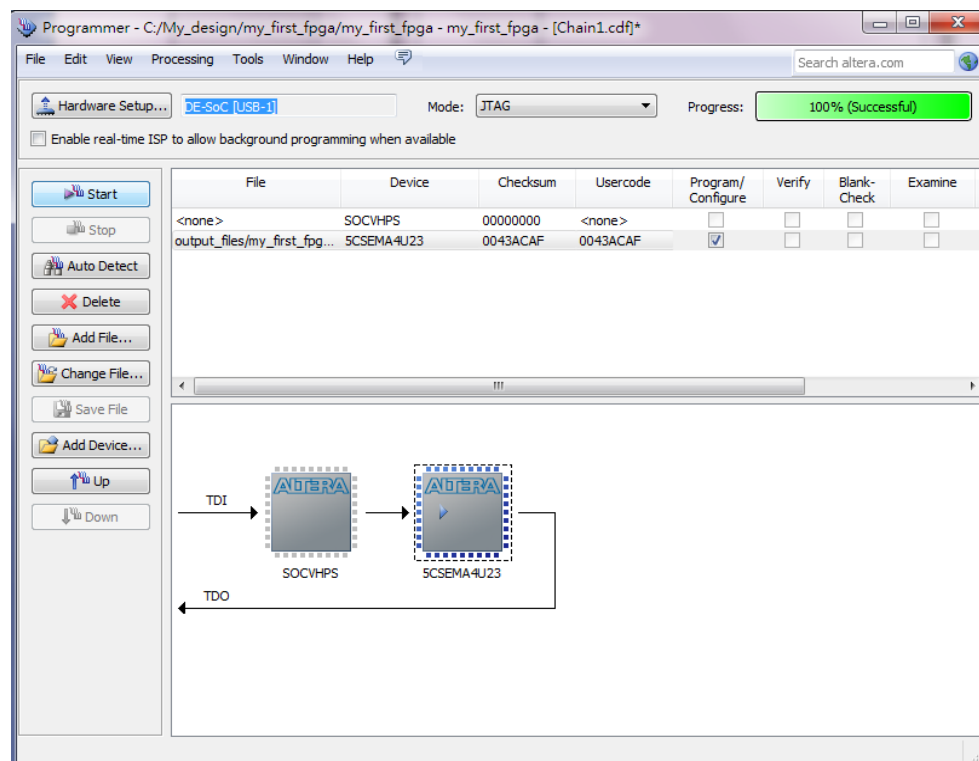 Programmer - C:/My_design/my_first_fpga/my_first_fpga - my_first_fpga - [Chain1.cdf]*
File Edit View Processing Tools Window Help Search altera.com
Hardware Setup... DE-SoC [USB-1] Mode: JTAG Progress: 100% (Successful)
Enable real-time ISP to allow background programming when available
Start
Stop
Auto Detect
Delete
Add File...
Change File...
Save File
Add Device...
Up
Down
File Device Checksum Usercode Program/ Verify Blank- Examine
Configure Check
<none> SOCVHPS 00000000 <none>
output_files/my_first_fpg... 5CSEMA4U23 0043ACAF 0043ACAF
ALTERA ALTERA
TDI
SOCVHPS 5CSEMA4U23
TDO